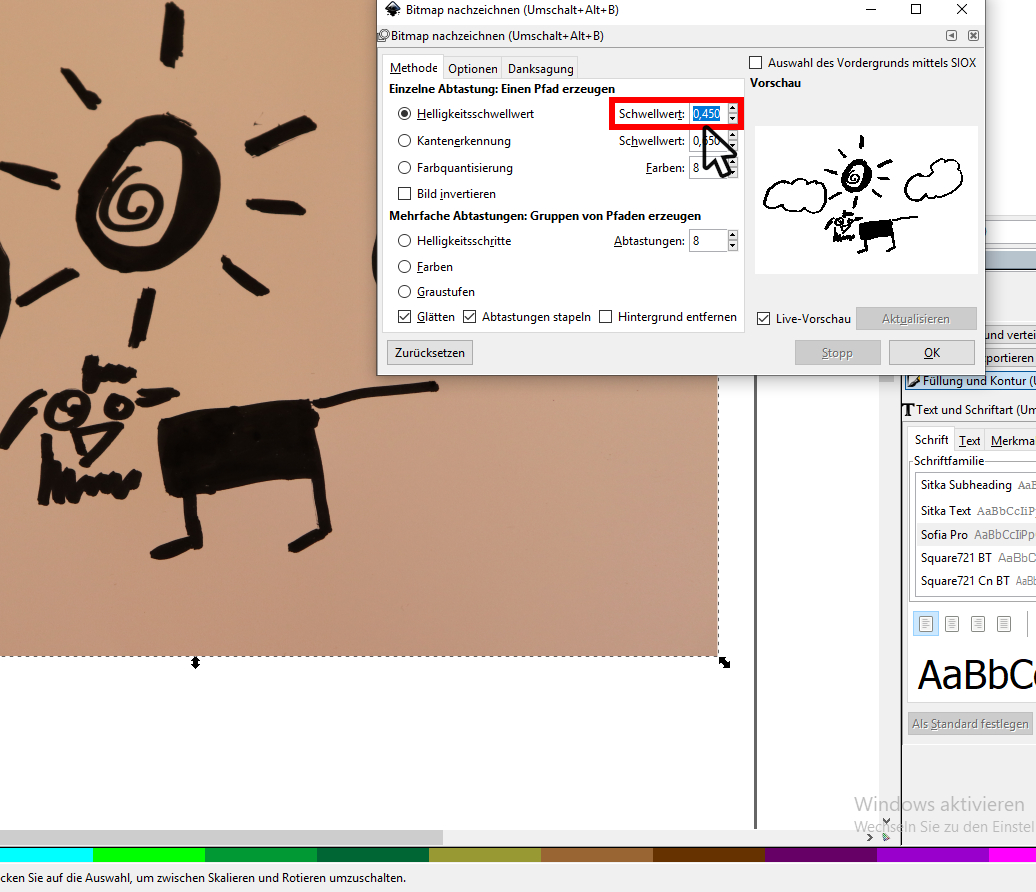 Bitmap nachzeichnen (Umschalt+Alt+B)
Bitmap nachzeichnen (Umschalt+Alt+B)
Methode Optionen Danksagung
Auswahl des Vordergrunds mittels SIOX
Einzelne Abtastung: Einen Pfad erzeugen
Vorschau
Helligkeitsschwellwert Schwellwert: 0,450
Kantenerkennung Schwellwert: 0,650
Farbquantisierung Farben: 8
Bild invertieren
Mehrfache Abtastungen: Gruppen von Pfaden erzeugen
Helligkeitsschritte Abtastungen: 8
Farben
Graustufen
Glätten Abtastungen stapeln Hintergrund entfernen
Live-Vorschau Aktualisieren
Zurücksetzen Stopp OK
und vertei
xportieren
Füllung und Kontur (U
Text und Schriftart (Um
Schrift Text Merkma
Schriftfamilie
Sitka Subheading AaB
Sitka Text AaBbCcIiP
Sofia Pro AaBbCcIiPp
Square721 BT AaBbC
Square721 Cn BT AaBb
AaBbCc
Als Standard festlegen
Windows aktivieren
Wechseln Sie zu den Einstel
cken Sie auf die Auswahl, um zwischen Skalieren und Rotieren umzuschalten.